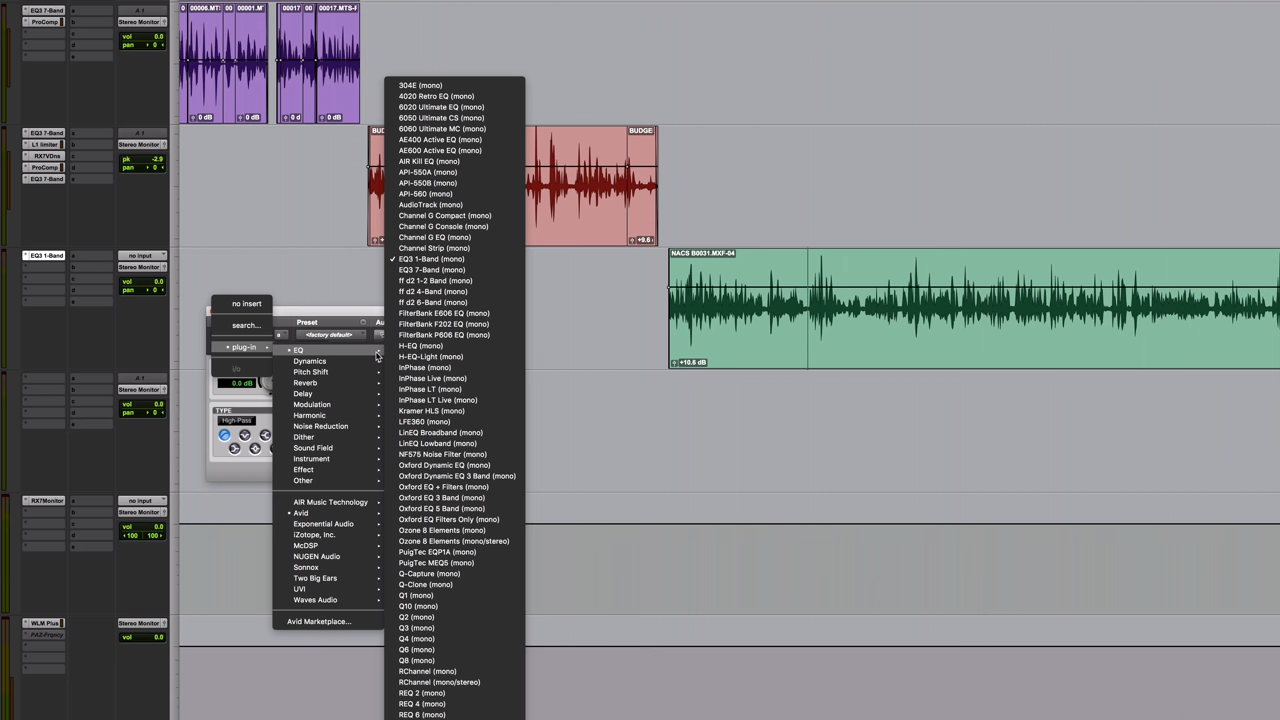 EQ3 7-Band
ProComp
a
b
c
d
e
A 1
Stereo Monitor
vol 0.0
pan 0
00006.MT
00
00001.M
0 dB
0 dB
00017
00017.MTS-F
0 d
0 dB
EQ3 7-Band
L1 limiter
RX7VDns
ProComp
EQ3 7-Band
a
b
c
d
e
A 1
Stereo Monitor
pk -2.9
pan 0
BUD
BUDGE
+9.6
EQ3 1-Band
a
b
c
d
e
no input
Stereo Monitor
vol 0.0
pan 0
NACS B0031.MXF-04
+10.6 dB
a
b
c
d
e
A 1
Stereo Monitor
vol 0.0
pan 0
RX7Monitor
a
b
c
d
e
no input
Stereo Monitor
vol 0.0
100 100
WLM Plus
PAZ-Frqncy
a
b
c
d
e
Stereo Monitor
vol 0.0
no insert
search...
• plug-in
i/o
Preset
Au
<factory default>
0.0 dB
TYPE
High-Pass
• EQ
Dynamics
Pitch Shift
Reverb
Delay
Modulation
Harmonic
Noise Reduction
Dither
Sound Field
Instrument
Effect
Other
AIR Music Technology
• Avid
Exponential Audio
iZotope, Inc.
McDSP
NUGEN Audio
Sonnox
Two Big Ears
UVI
Waves Audio
Avid Marketplace...
304E (mono)
4020 Retro EQ (mono)
6020 Ultimate EQ (mono)
6050 Ultimate CS (mono)
6060 Ultimate MC (mono)
AE400 Active EQ (mono)
AE600 Active EQ (mono)
AIR Kill EQ (mono)
API-550A (mono)
API-550B (mono)
API-560 (mono)
AudioTrack (mono)
Channel G Compact (mono)
Channel G Console (mono)
Channel G EQ (mono)
Channel Strip (mono)
✓ EQ3 1-Band (mono)
EQ3 7-Band (mono)
ff d2 1-2 Band (mono)
ff d2 4-Band (mono)
ff d2 6-Band (mono)
FilterBank E606 EQ (mono)
FilterBank F202 EQ (mono)
FilterBank P606 EQ (mono)
H-EQ (mono)
H-EQ-Light (mono)
InPhase (mono)
InPhase Live (mono)
InPhase LT (mono)
InPhase LT Live (mono)
Kramer HLS (mono)
LFE360 (mono)
LinEQ Broadband (mono)
LinEQ Lowband (mono)
NF575 Noise Filter (mono)
Oxford Dynamic EQ (mono)
Oxford Dynamic EQ 3 Band (mono)
Oxford EQ + Filters (mono)
Oxford EQ 3 Band (mono)
Oxford EQ 5 Band (mono)
Oxford EQ Filters Only (mono)
Ozone 8 Elements (mono)
Ozone 8 Elements (mono/stereo)
PuigTec EQP1A (mono)
PuigTec MEQ5 (mono)
Q-Capture (mono)
Q-Clone (mono)
Q1 (mono)
Q10 (mono)
Q2 (mono)
Q3 (mono)
Q4 (mono)
Q6 (mono)
Q8 (mono)
RChannel (mono)
RChannel (mono/stereo)
REQ 2 (mono)
REQ 4 (mono)
REQ 6 (mono)